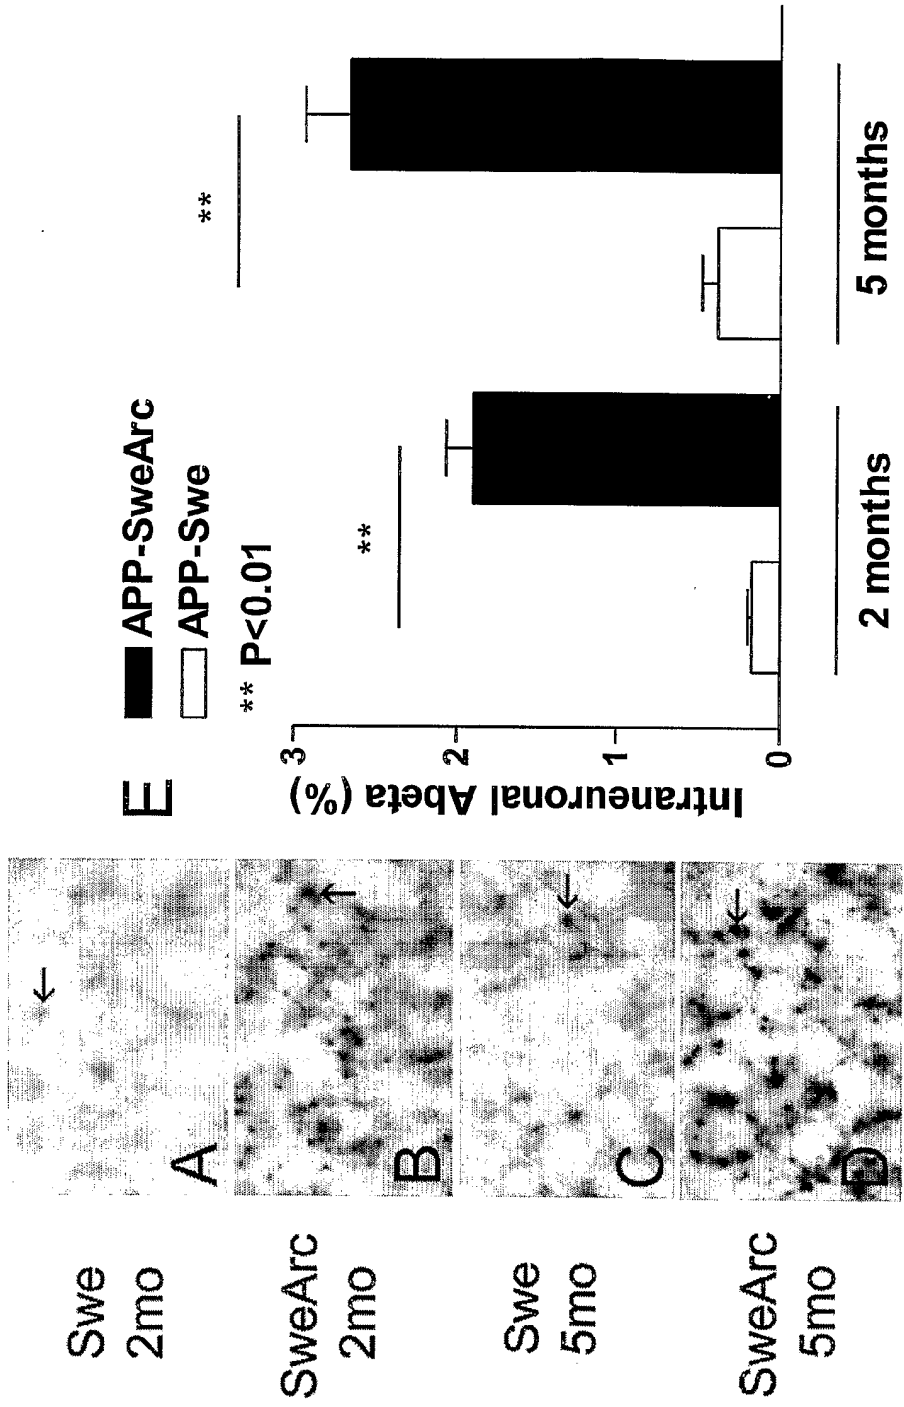 Swe
2mo
SweArc
2mo
Swe
5mo
SweArc
5mo
A
B
C
D
E
APP-SweArc
APP-Swe
** P<0.01
Intraneuronal Abeta (%)
3
2
1
0
**
**
2 months
5 months